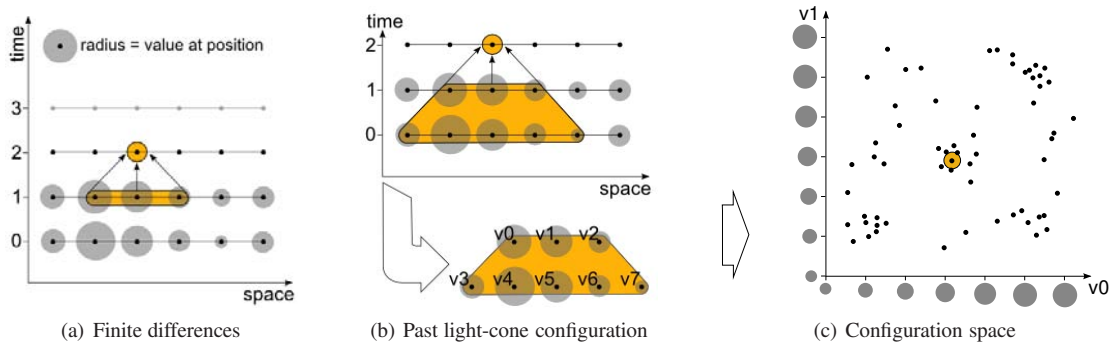 time
radius = value at position
3
2
1
0
space
(a) Finite differences
time
2
1
0
space
v0 v1 v2
v3 v4 v5 v6 v7
(b) Past light-cone configuration
v1
v0
(c) Configuration space